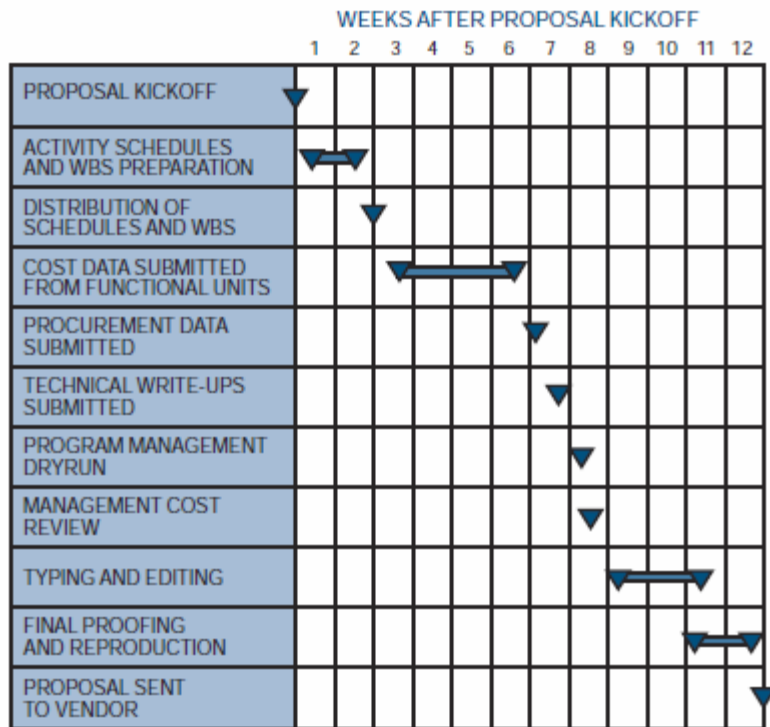 WEEKS AFTER PROPOSAL KICKOFF
1 2 3 4 5 6 7 8 9 10 11 12
PROPOSAL KICKOFF
ACTIVITY SCHEDULES
AND WBS PREPARATION
DISTRIBUTION OF
SCHEDULES AND WBS
COST DATA SUBMITTED
FROM FUNCTIONAL UNITS
PROCUREMENT DATA
SUBMITTED
TECHNICAL WRITE-UPS
SUBMITTED
PROGRAM MANAGEMENT
DRYRUN
MANAGEMENT COST
REVIEW
TYPING AND EDITING
FINAL PROOFING
AND REPRODUCTION
PROPOSAL SENT
TO VENDOR